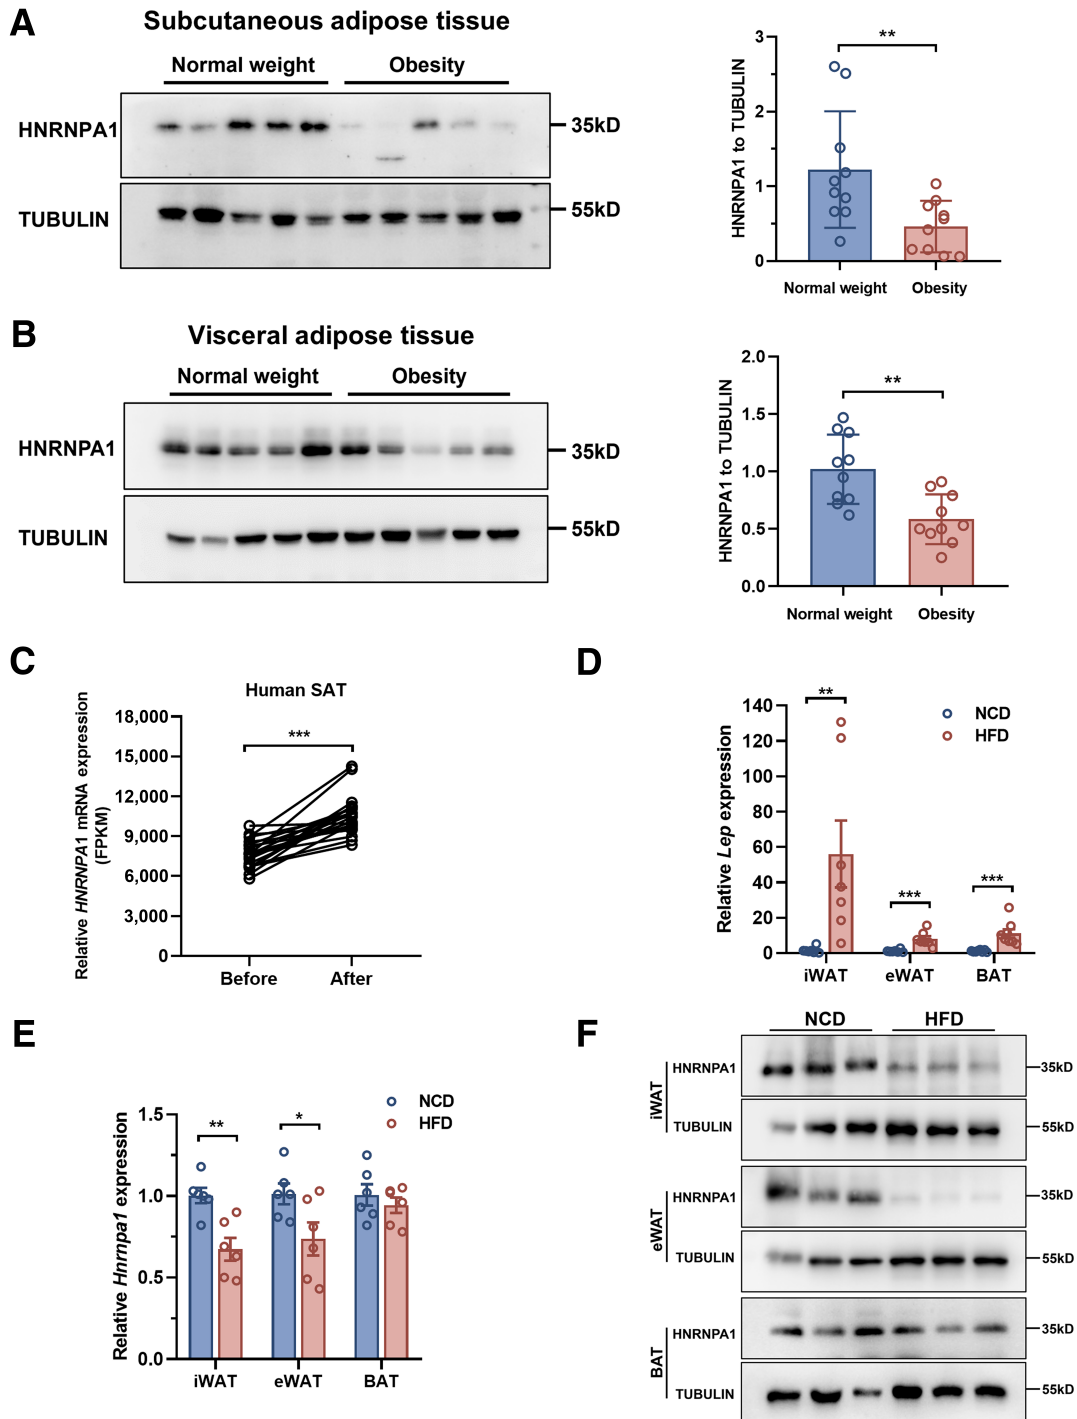 A
Subcutaneous adipose tissue
Normal weight
Obesity
HNRNPA1
35kD
TUBULIN
55kD
HNRNPA1 to TUBULIN
3
2
1
0
**
Normal weight
Obesity
B
Visceral adipose tissue
Normal weight
Obesity
HNRNPA1
35kD
TUBULIN
55kD
HNRNPA1 to TUBULIN
2.0
1.5
1.0
0.5
0.0
**
Normal weight
Obesity
C
Human SAT
Relative HNRNPA1 mRNA expression
(FPKM)
18,000
15,000
12,000
9,000
6,000
3,000
0
***
Before
After
D
Relative Lep expression
140
120
100
80
60
40
20
0
**
***
***
NCD
HFD
iWAT
eWAT
BAT
E
Relative Hnrnpa1 expression
1.5
1.0
0.5
0.0
**
*
NCD
HFD
iWAT
eWAT
BAT
F
NCD
HFD
iWAT
HNRNPA1
35kD
TUBULIN
55kD
eWAT
HNRNPA1
35kD
TUBULIN
55kD
BAT
HNRNPA1
35kD
TUBULIN
55kD